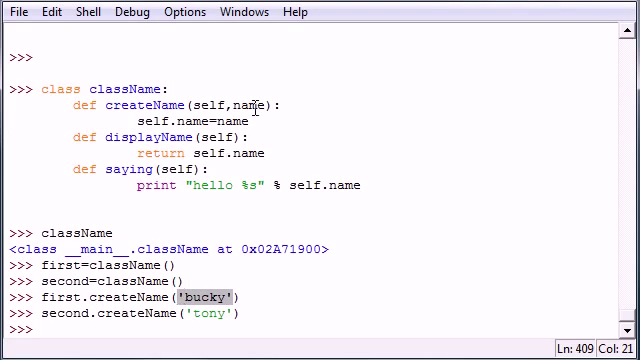 File Edit Shell Debug Options Windows Help
>>>
>>> class className:
def createName(self,name):
self.name=name
def displayName(self):
return self.name
def saying(self):
print "hello %s" % self.name
>>> className
<class __main__.className at 0x02A71900>
>>> first=className()
>>> second=className()
>>> first.createName('bucky')
>>> second.createName('tony')
>>>
Ln: 409 Col: 21